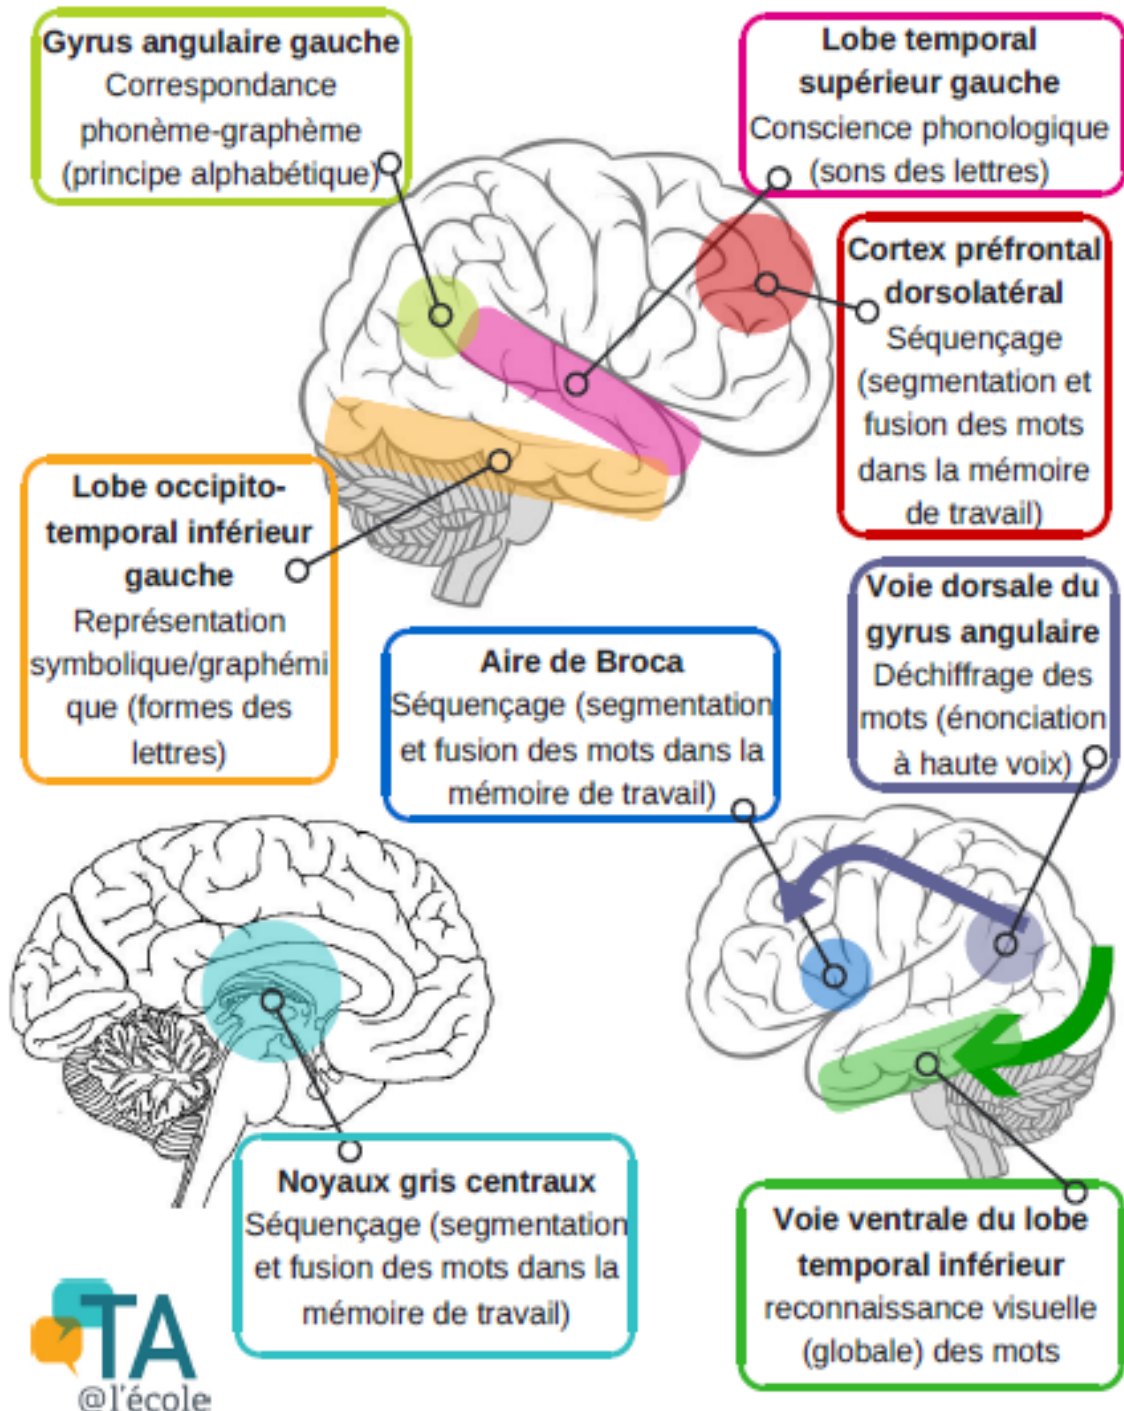 Gyrus angulaire gauche
Correspondance
phonème-graphème
(principe alphabétique)
Lobe temporal
supérieur gauche
Conscience phonologique
(sons des lettres)
Cortex préfrontal
dorsolatéral
Séquençage
(segmentation et
fusion des mots
dans la mémoire
de travail)
Lobe occipito-
temporal inférieur
gauche
Représentation
symbolique/graphémi
que (formes des
lettres)
Aire de Broca
Séquençage (segmentation
et fusion des mots dans la
mémoire de travail)
Voie dorsale du
gyrus angulaire
Déchiffrage des
mots (énonciation
à haute voix)
Noyaux gris centraux
Séquençage (segmentation
et fusion des mots dans la
mémoire de travail)
Voie ventrale du lobe
temporal inférieur
reconnaissance visuelle
(globale) des mots
TA
@l'école